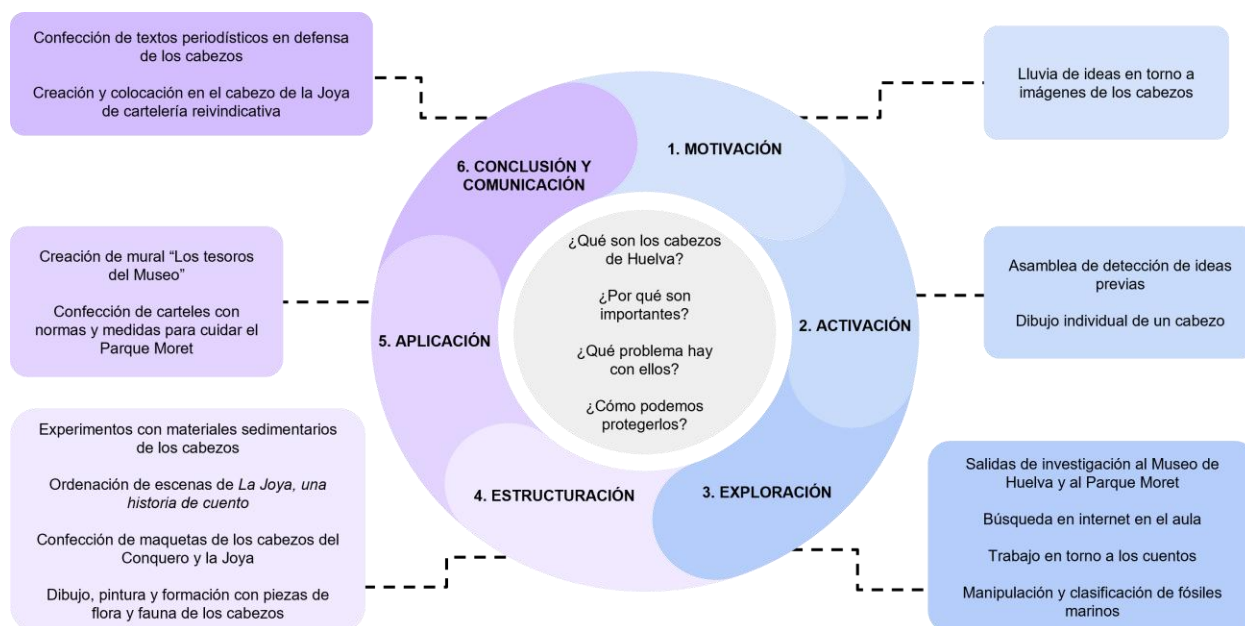 Confección de textos periodísticos en defensa
de los cabezos
Creación y colocación en el cabezo de la Joya
de cartelería reivindicativa
Lluvia de ideas en torno a
imágenes de los cabezos
1. MOTIVACIÓN
6. CONCLUSIÓN Y
COMUNICACIÓN
¿Qué son los cabezos
de Huelva?
¿Por qué son
importantes?
¿Qué problema hay
con ellos?
¿Cómo podemos
protegerlos?
Creación de mural “Los tesoros
del Museo”
Confección de carteles con
normas y medidas para cuidar el
Parque Moret
5. APLICACIÓN
2. ACTIVACIÓN
Asamblea de detección de ideas
previas
Dibujo individual de un cabezo
Experimentos con materiales sedimentarios
de los cabezos
Ordenación de escenas de La Joya, una
historia de cuento
Confección de maquetas de los cabezos del
Conquero y la Joya
Dibujo, pintura y formación con piezas de
flora y fauna de los cabezos
4. ESTRUCTURACIÓN
3. EXPLORACIÓN
Salidas de investigación al Museo de
Huelva y al Parque Moret
Búsqueda en internet en el aula
Trabajo en torno a los cuentos
Manipulación y clasificación de fósiles
marinos